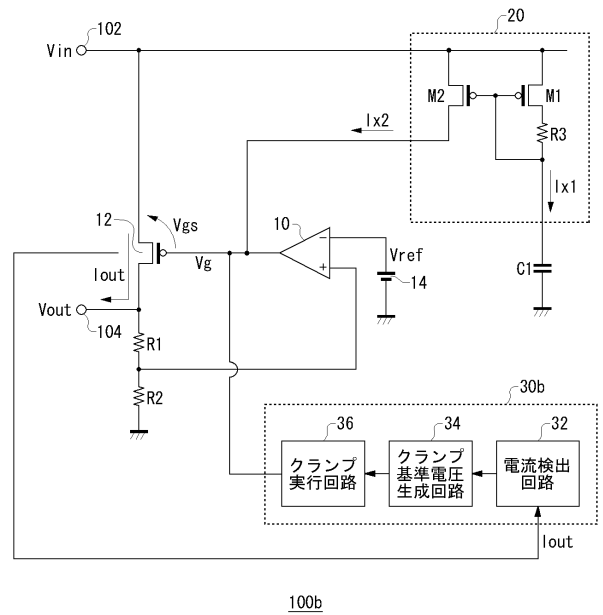 102
20
Vin
M2
M1
R3
Ix2
Ix1
12
Vgs
10
Vg
−
+
Vref
14
C1
Iout
Vout
104
R1
R2
30b
36
34
32
クランプ
実行回路
クランプ
基準電圧
生成回路
電流検出
回路
Iout
100b